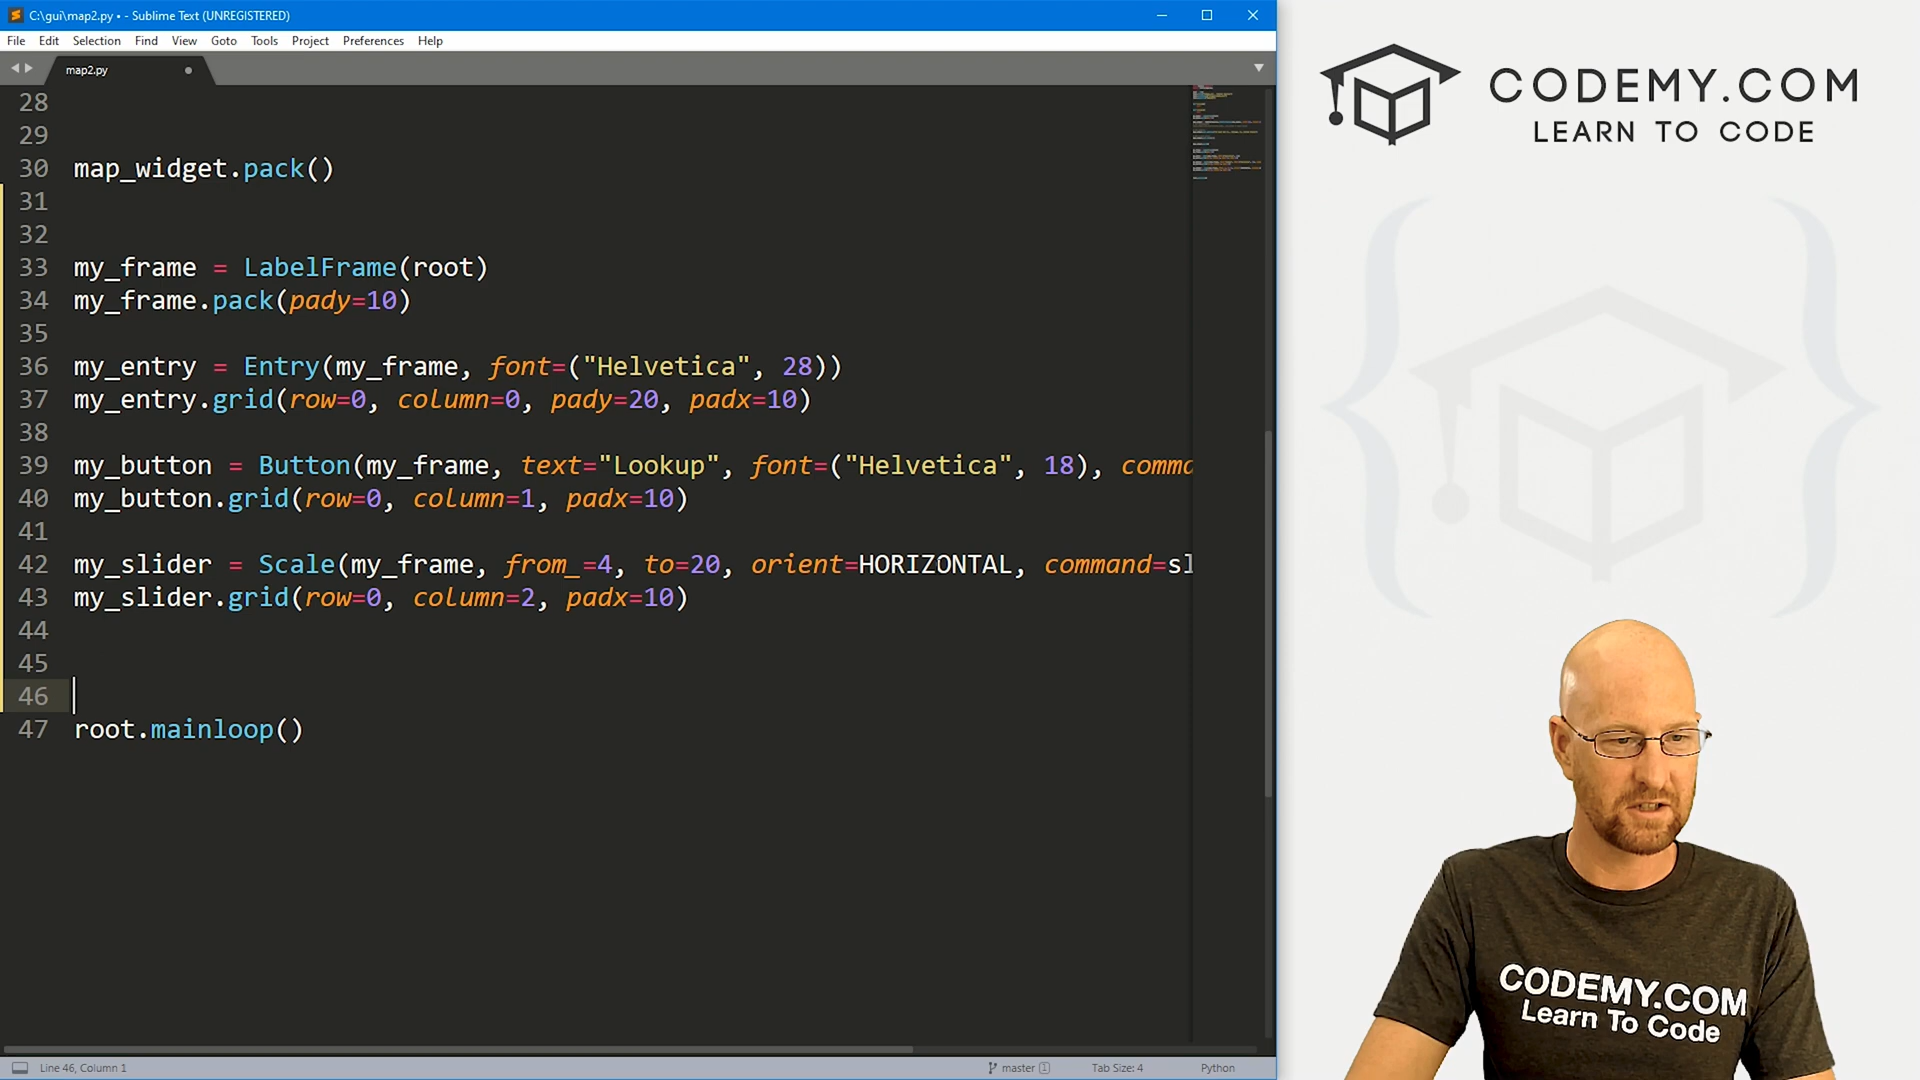 C:\gui\map2.py • - Sublime Text (UNREGISTERED)
File Edit Selection Find View Goto Tools Project Preferences Help
map2.py
28
29
30 map_widget.pack()
31
32
33 my_frame = LabelFrame(root)
34 my_frame.pack(pady=10)
35
36 my_entry = Entry(my_frame, font=("Helvetica", 28))
37 my_entry.grid(row=0, column=0, pady=20, padx=10)
38
39 my_button = Button(my_frame, text="Lookup", font=("Helvetica", 18), comma
40 my_button.grid(row=0, column=1, padx=10)
41
42 my_slider = Scale(my_frame, from_=4, to=20, orient=HORIZONTAL, command=sl
43 my_slider.grid(row=0, column=2, padx=10)
44
45
46
47 root.mainloop()
Line 46, Column 1
master 1
Tab Size: 4
Python
CODEMY.COM
LEARN TO CODE
CODEMY.COM
Learn To Code